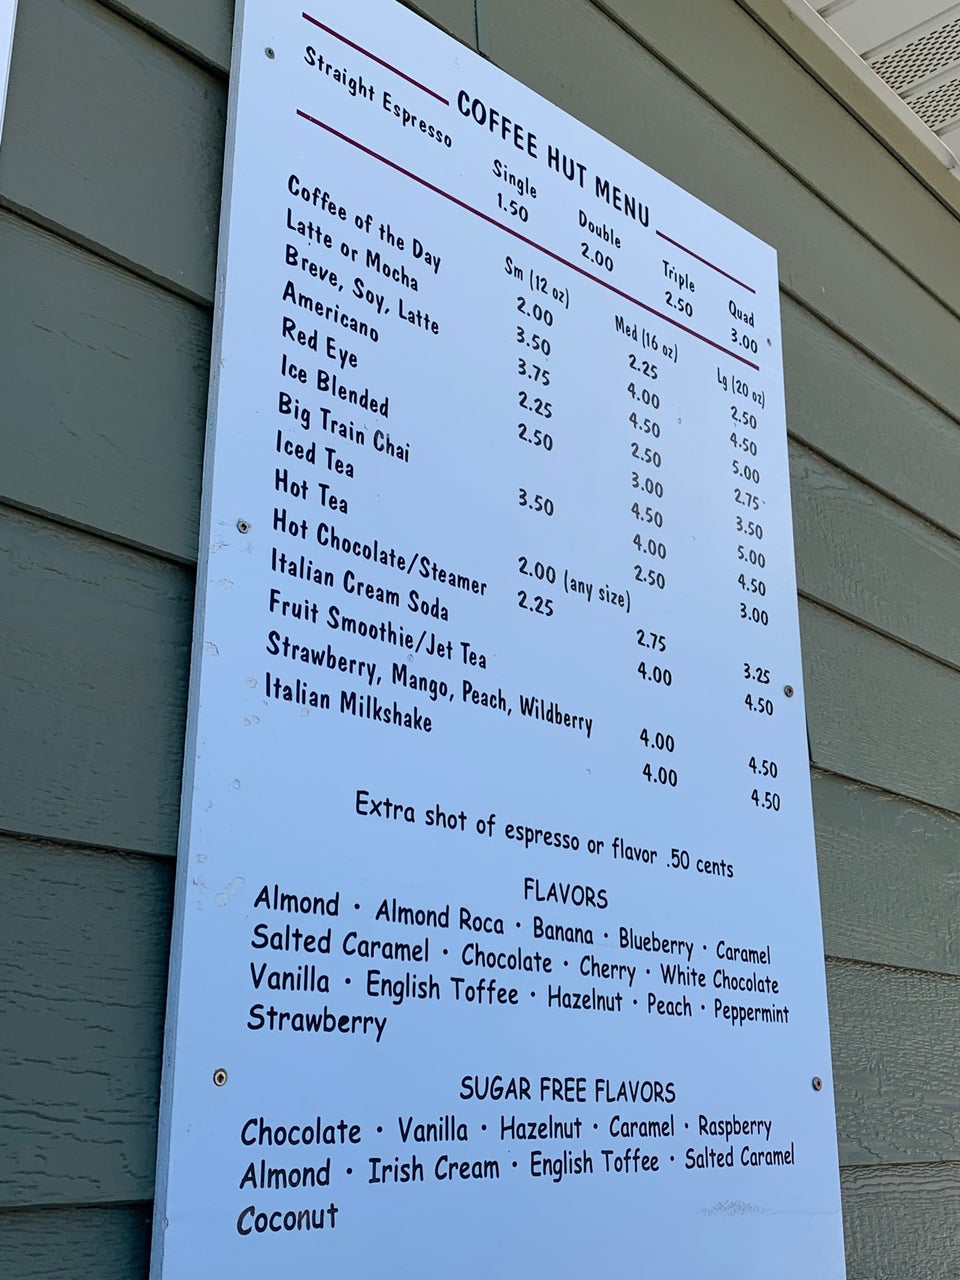 COFFEE HUT MENU
Single Double Triple Quad
Straight Espresso 1.50 2.00 2.50 3.00
Sm (12 oz) Med (16 oz) Lg (20 oz)
Coffee of the Day 2.00 2.25 2.50
Latte or Mocha 3.50 4.00 4.50
Breve, Soy, Latte 3.75 4.50 5.00
Americano 2.25 2.50 2.75
Red Eye 2.50 3.00 3.50
Ice Blended 4.50 5.00
Big Train Chai 3.50 4.00 4.50
Iced Tea 2.50 3.00
Hot Tea 2.00 (any size)
Hot Chocolate/Steamer 2.25 2.75 3.25
Italian Cream Soda 4.00 4.50
Fruit Smoothie/Jet Tea
Strawberry, Mango, Peach, Wildberry 4.00 4.50
Italian Milkshake 4.00 4.50
Extra shot of espresso or flavor .50 cents
FLAVORS
Almond • Almond Roca • Banana • Blueberry • Caramel
Salted Caramel • Chocolate • Cherry • White Chocolate
Vanilla • English Toffee • Hazelnut • Peach • Peppermint
Strawberry
SUGAR FREE FLAVORS
Chocolate • Vanilla • Hazelnut • Caramel • Raspberry
Almond • Irish Cream • English Toffee • Salted Caramel
Coconut